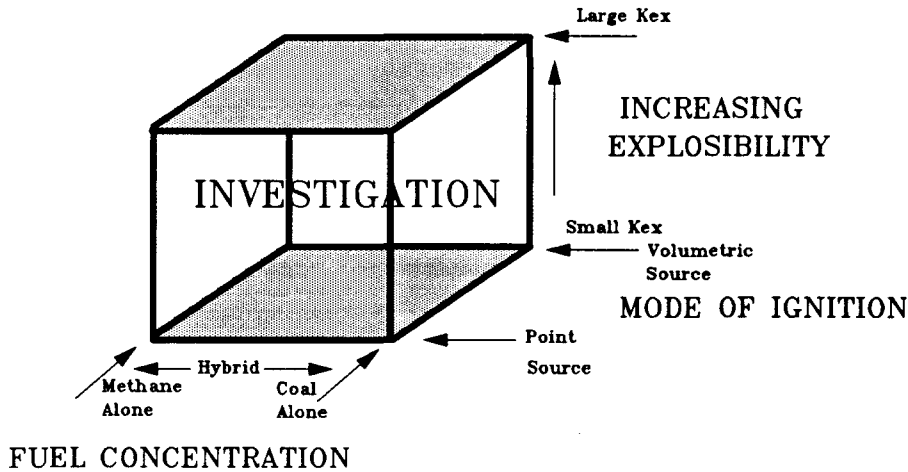 Large Kex
INCREASING
EXPLOSIBILITY
INVESTIGATION
Small Kex
Volumetric
Source
MODE OF IGNITION
Point
Source
Hybrid
Methane
Alone
Coal
Alone
FUEL CONCENTRATION